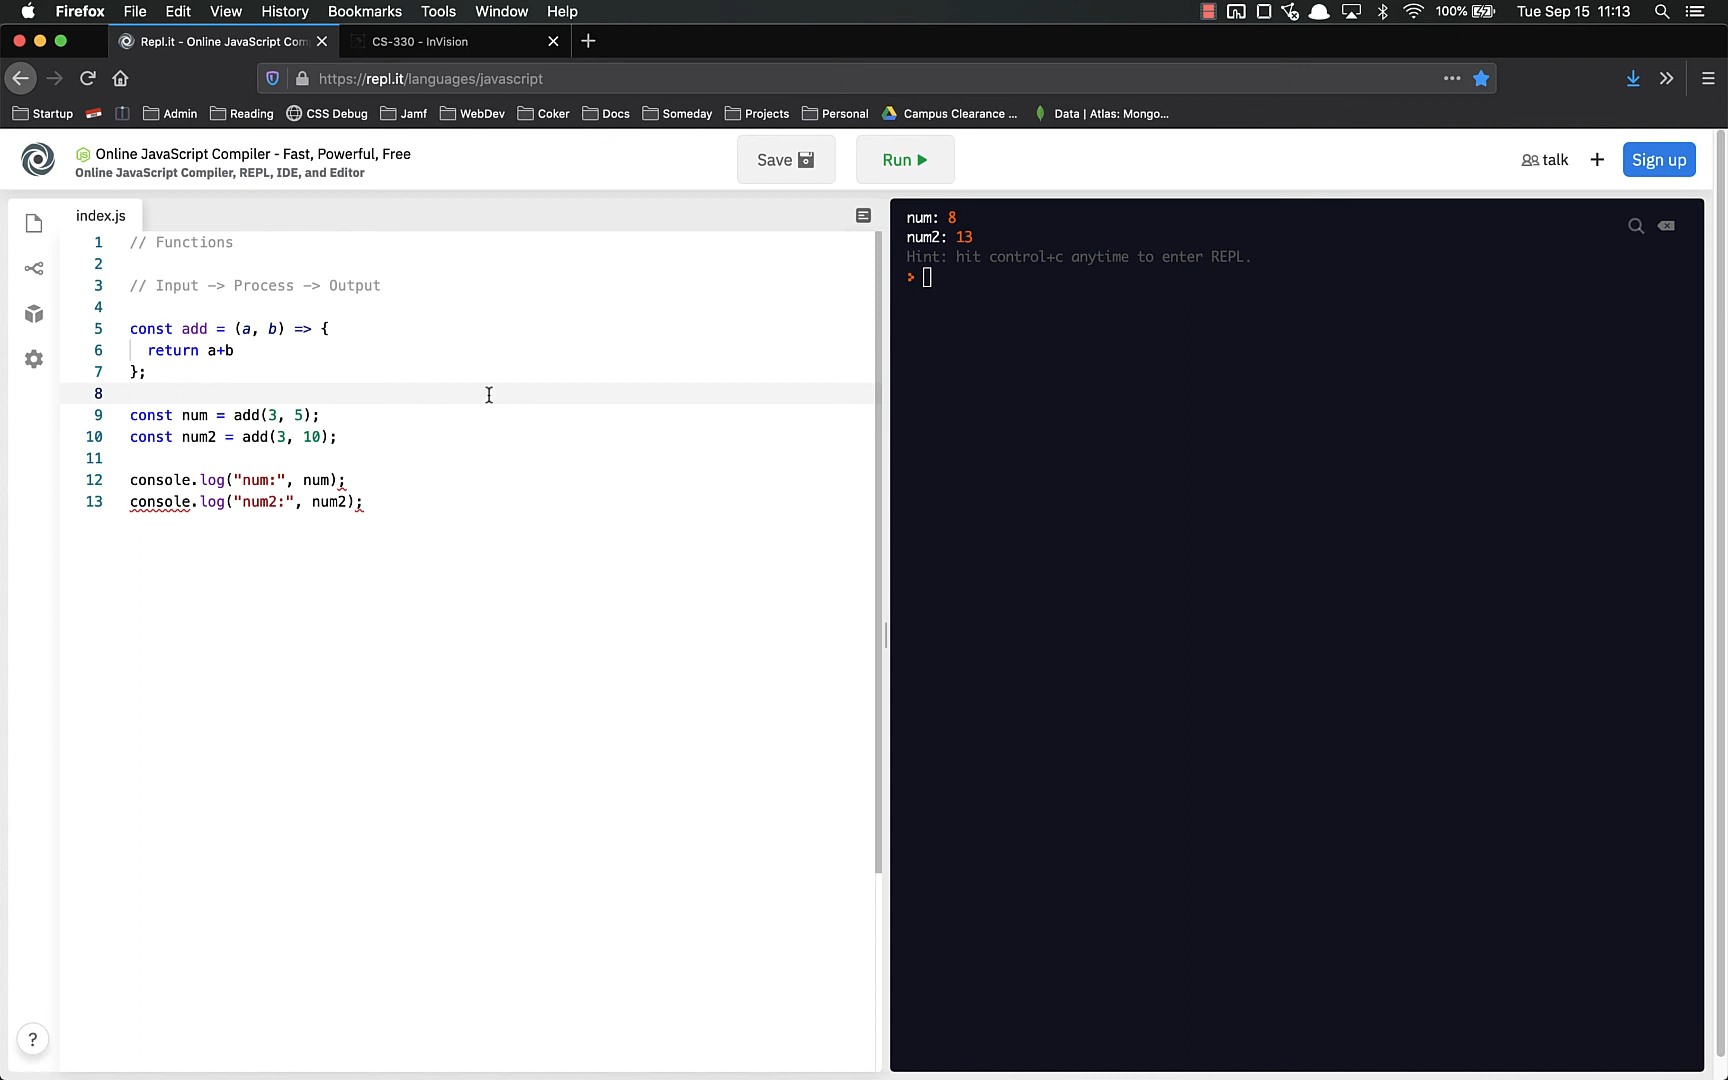 Firefox File Edit View History Bookmarks Tools Window Help 100% Tue Sep 15 11:13
Repl.it - Online JavaScript Com
CS-330 - InVision
https://repl.it/languages/javascript
Startup Admin Reading CSS Debug Jamf WebDev Coker Docs Someday Projects Personal Campus Clearance ... Data | Atlas: Mongo...
Online JavaScript Compiler - Fast, Powerful, Free
Online JavaScript Compiler, REPL, IDE, and Editor
Save
Run
talk
+
Sign up
index.js
1 // Functions
2
3 // Input -> Process -> Output
4
5 const add = (a, b) => {
6 return a+b
7 };
8
9 const num = add(3, 5);
10 const num2 = add(3, 10);
11
12 console.log("num:", num);
13 console.log("num2:", num2);
num: 8
num2: 13
Hint: hit control+c anytime to enter REPL.
>
?